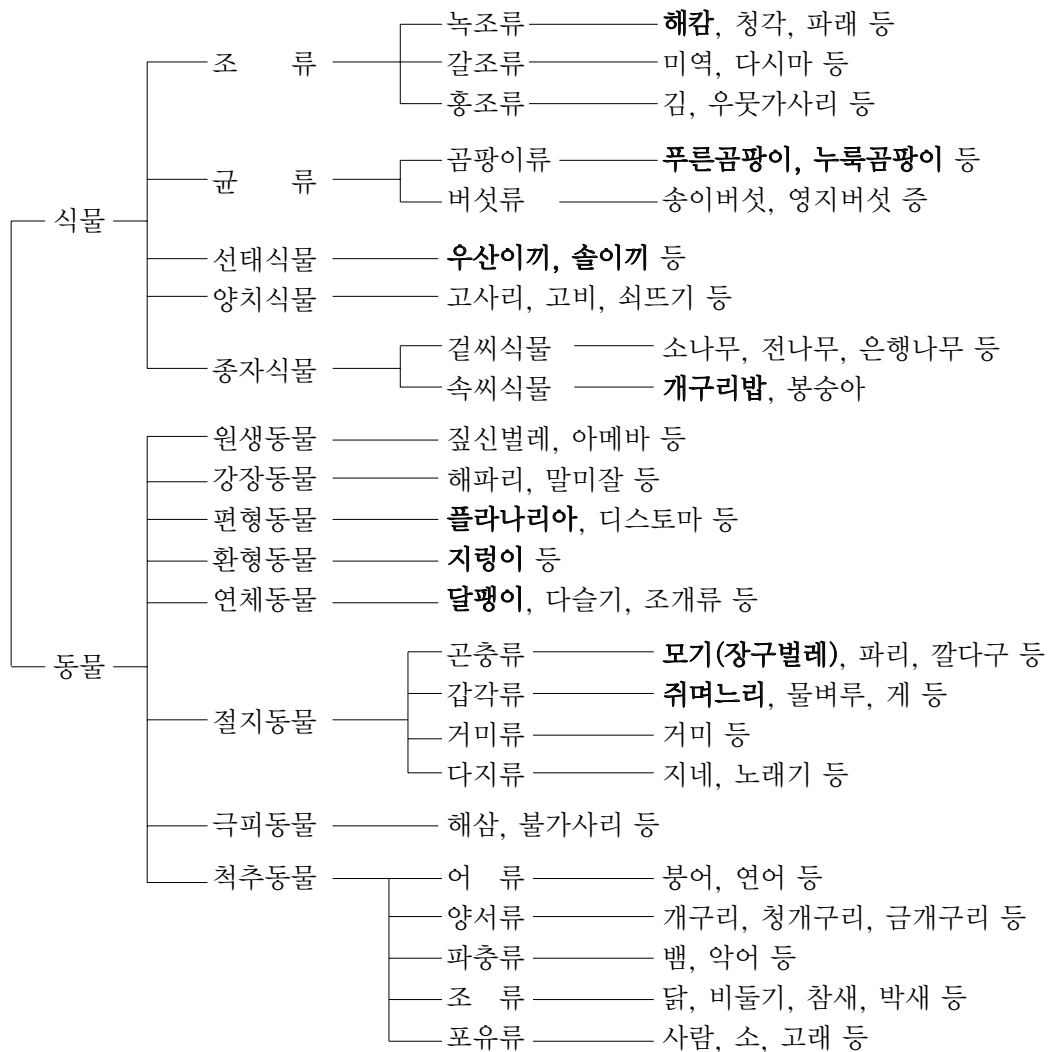 녹조류 해캄, 청각, 파래 등
조 류 갈조류 미역, 다시마 등
홍조류 김, 우뭇가사리 등
곰팡이류 푸른곰팡이, 누룩곰팡이 등
균 류
버섯류 송이버섯, 영지버섯 증
식물
선태식물 우산이끼, 솔이끼 등
양치식물 고사리, 고비, 쇠뜨기 등
겉씨식물 소나무, 전나무, 은행나무 등
종자식물
속씨식물 개구리밥, 봉숭아
원생동물 짚신벌레, 아메바 등
강장동물 해파리, 말미잘 등
편형동물 플라나리아, 디스토마 등
환형동물 지렁이 등
연체동물 달팽이, 다슬기, 조개류 등
곤충류 모기(장구벌레), 파리, 깔다구 등
동물
갑각류 쥐며느리, 물벼루, 게 등
절지동물
거미류 거미 등
다지류 지네, 노래기 등
극피동물 해삼, 불가사리 등
척추동물 어 류 붕어, 연어 등
양서류 개구리, 청개구리, 금개구리 등
파충류 뱀, 악어 등
조 류 닭, 비둘기, 참새, 박새 등
포유류 사람, 소, 고래 등